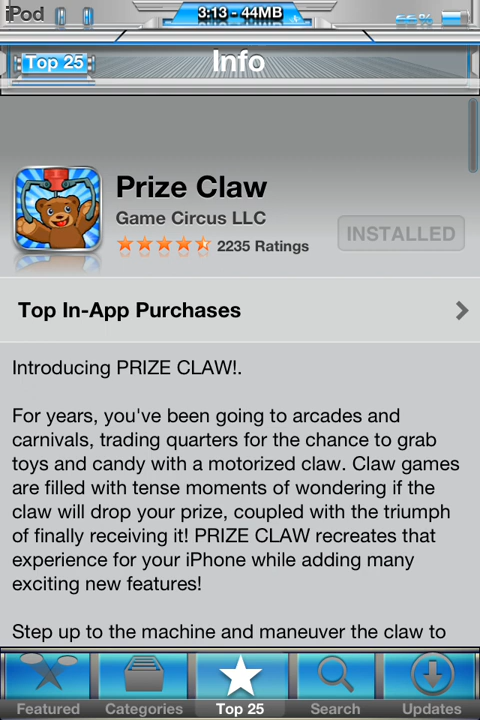 iPod 3:13 - 44MB 66%
Top 25 Info
Prize Claw
Game Circus LLC
2235 Ratings
INSTALLED
Top In-App Purchases
Introducing PRIZE CLAW!.
For years, you've been going to arcades and
carnivals, trading quarters for the chance to grab
toys and candy with a motorized claw. Claw games
are filled with tense moments of wondering if the
claw will drop your prize, coupled with the triumph
of finally receiving it! PRIZE CLAW recreates that
experience for your iPhone while adding many
exciting new features!
Step up to the machine and maneuver the claw to
Featured Categories Top 25 Search Updates